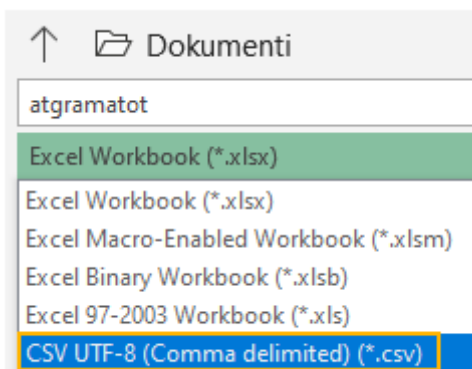 Dokumenti
atgramatot
Excel Workbook (*.xlsx)
Excel Workbook (*.xlsx)
Excel Macro-Enabled Workbook (*.xlsm)
Excel Binary Workbook (*.xlsb)
Excel 97-2003 Workbook (*.xls)
CSV UTF-8 (Comma delimited) (*.csv)